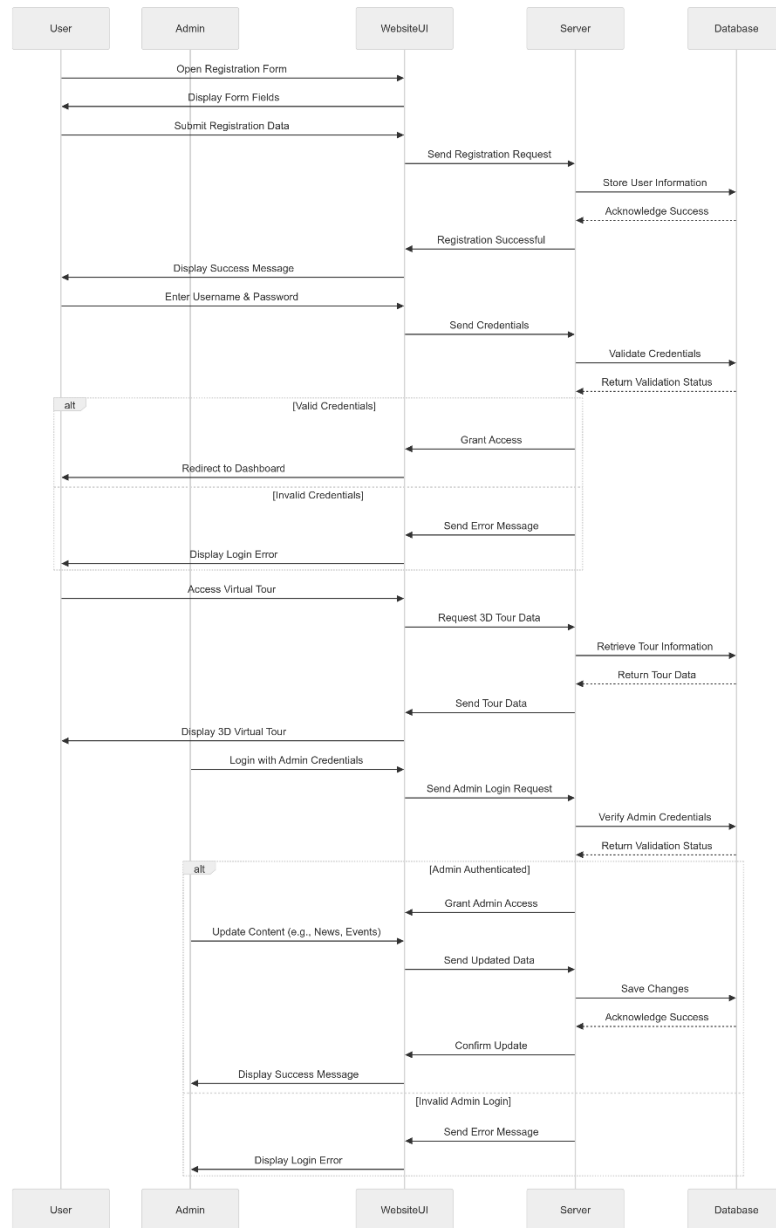 User Admin WebsiteUI Server Database
Open Registration Form
Display Form Fields
Submit Registration Data
Send Registration Request
Store User Information
Acknowledge Success
Registration Successful
Display Success Message
Enter Username & Password
Send Credentials
Validate Credentials
Return Validation Status
alt [Valid Credentials]
Grant Access
Redirect to Dashboard
[Invalid Credentials]
Send Error Message
Display Login Error
Access Virtual Tour
Request 3D Tour Data
Retrieve Tour Information
Return Tour Data
Send Tour Data
Display 3D Virtual Tour
Login with Admin Credentials
Send Admin Login Request
Verify Admin Credentials
Return Validation Status
alt [Admin Authenticated]
Grant Admin Access
Update Content (e.g., News, Events)
Send Updated Data
Save Changes
Acknowledge Success
Confirm Update
Display Success Message
[Invalid Admin Login]
Send Error Message
Display Login Error
User Admin WebsiteUI Server Database